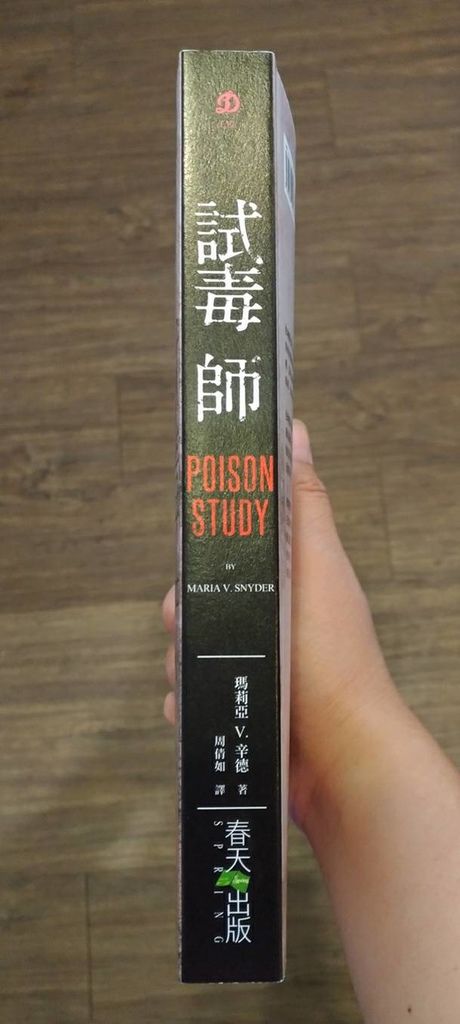 試毒師
POISON
STUDY
BY
MARIA V. SNYDER
瑪莉亞 V. 辛德 著
周倩如 譯
春天出版
SPRING